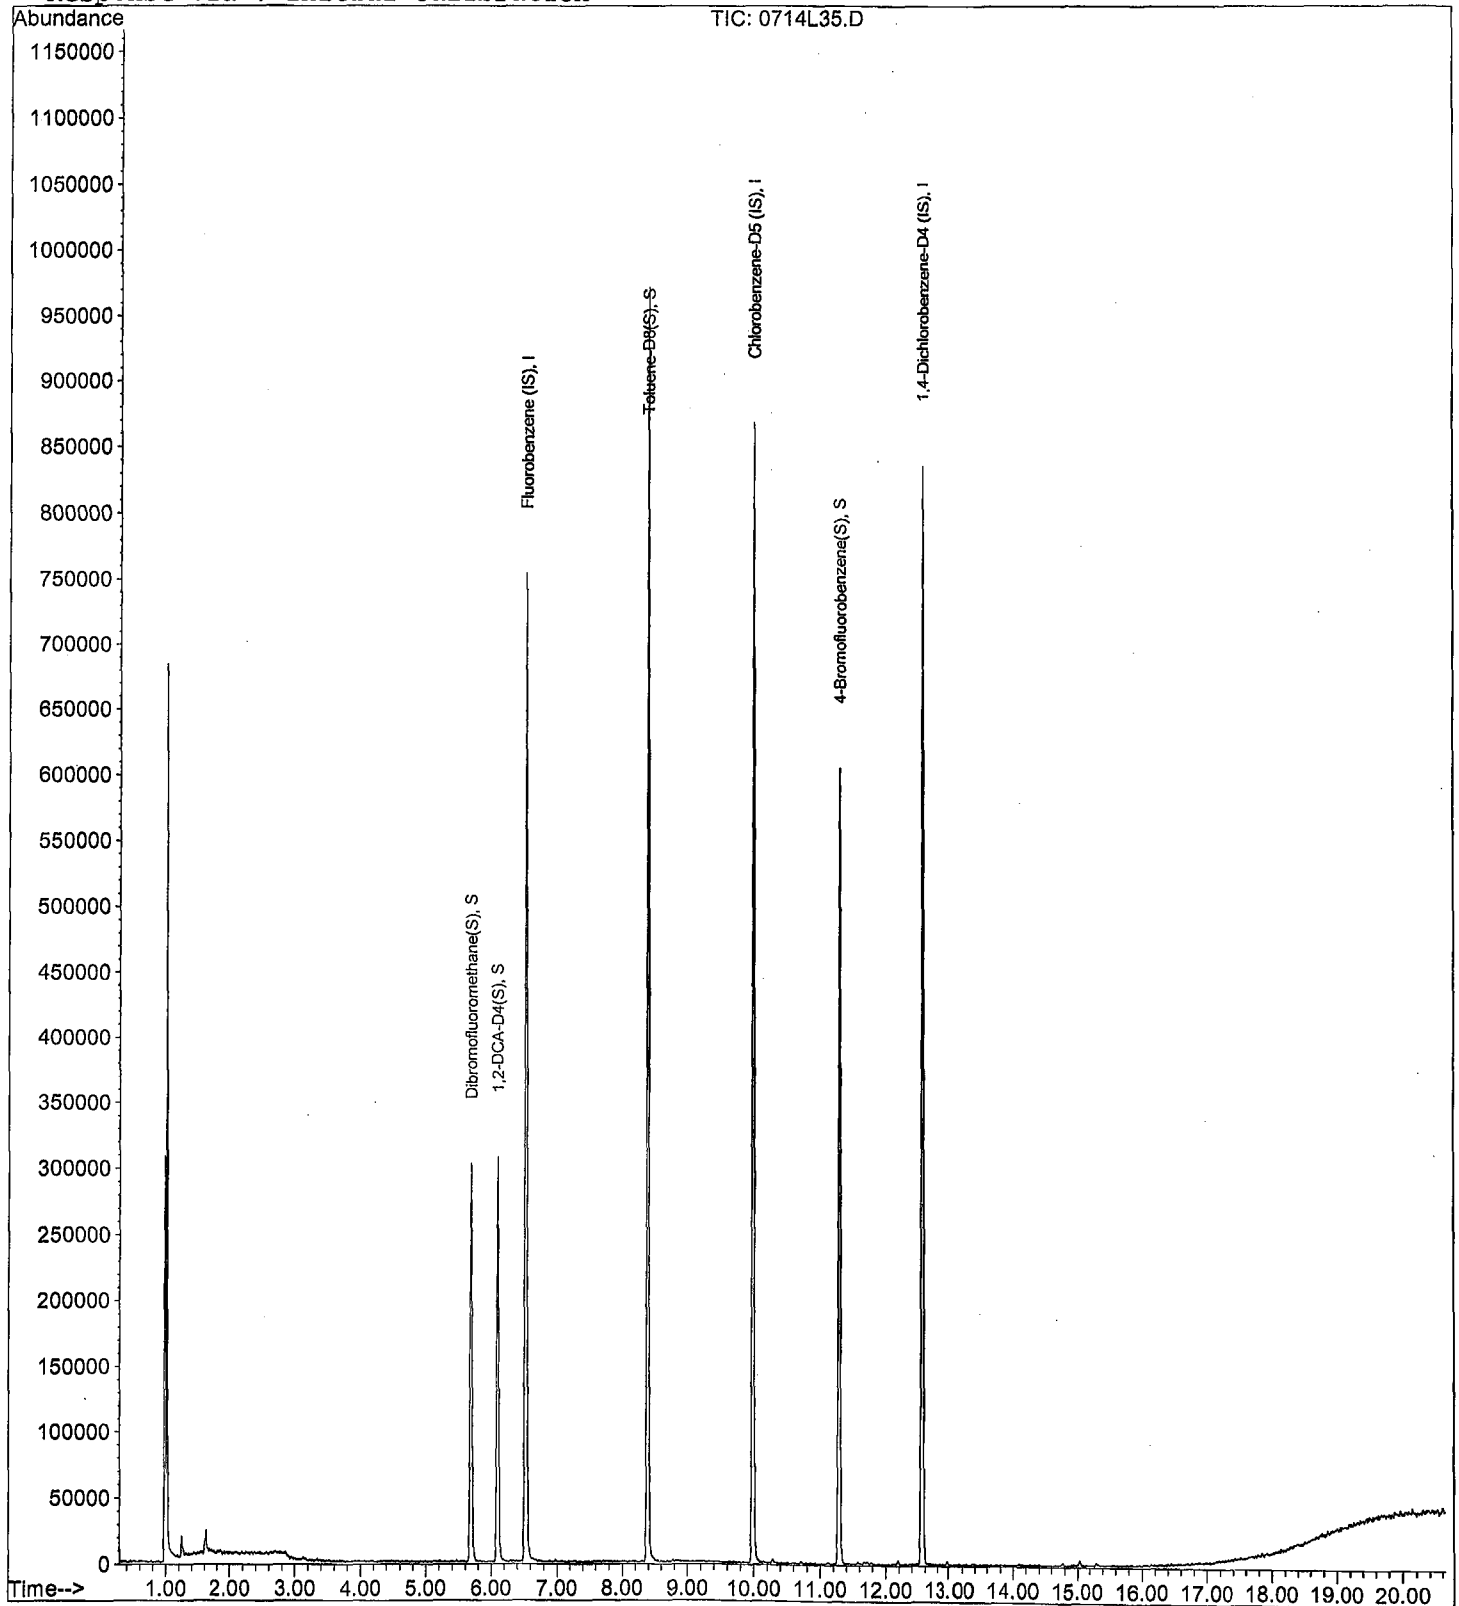 Abundance
TIC: 0714L35.D
1150000
1100000
1050000
1000000
950000
900000
850000
800000
750000
700000
650000
600000
550000
500000
450000
400000
350000
300000
250000
200000
150000
100000
50000
0
Dibromofluoromethane(S), S
1,2-DCA-D4(S), S
Fluorobenzene (IS), I
Toluene-D8(S), S
Chlorobenzene-D5 (IS), I
4-Bromofluorobenzene(S), S
1,4-Dichlorobenzene-D4 (IS), I
Time--> 1.00 2.00 3.00 4.00 5.00 6.00 7.00 8.00 9.00 10.00 11.00 12.00 13.00 14.00 15.00 16.00 17.00 18.00 19.00 20.00